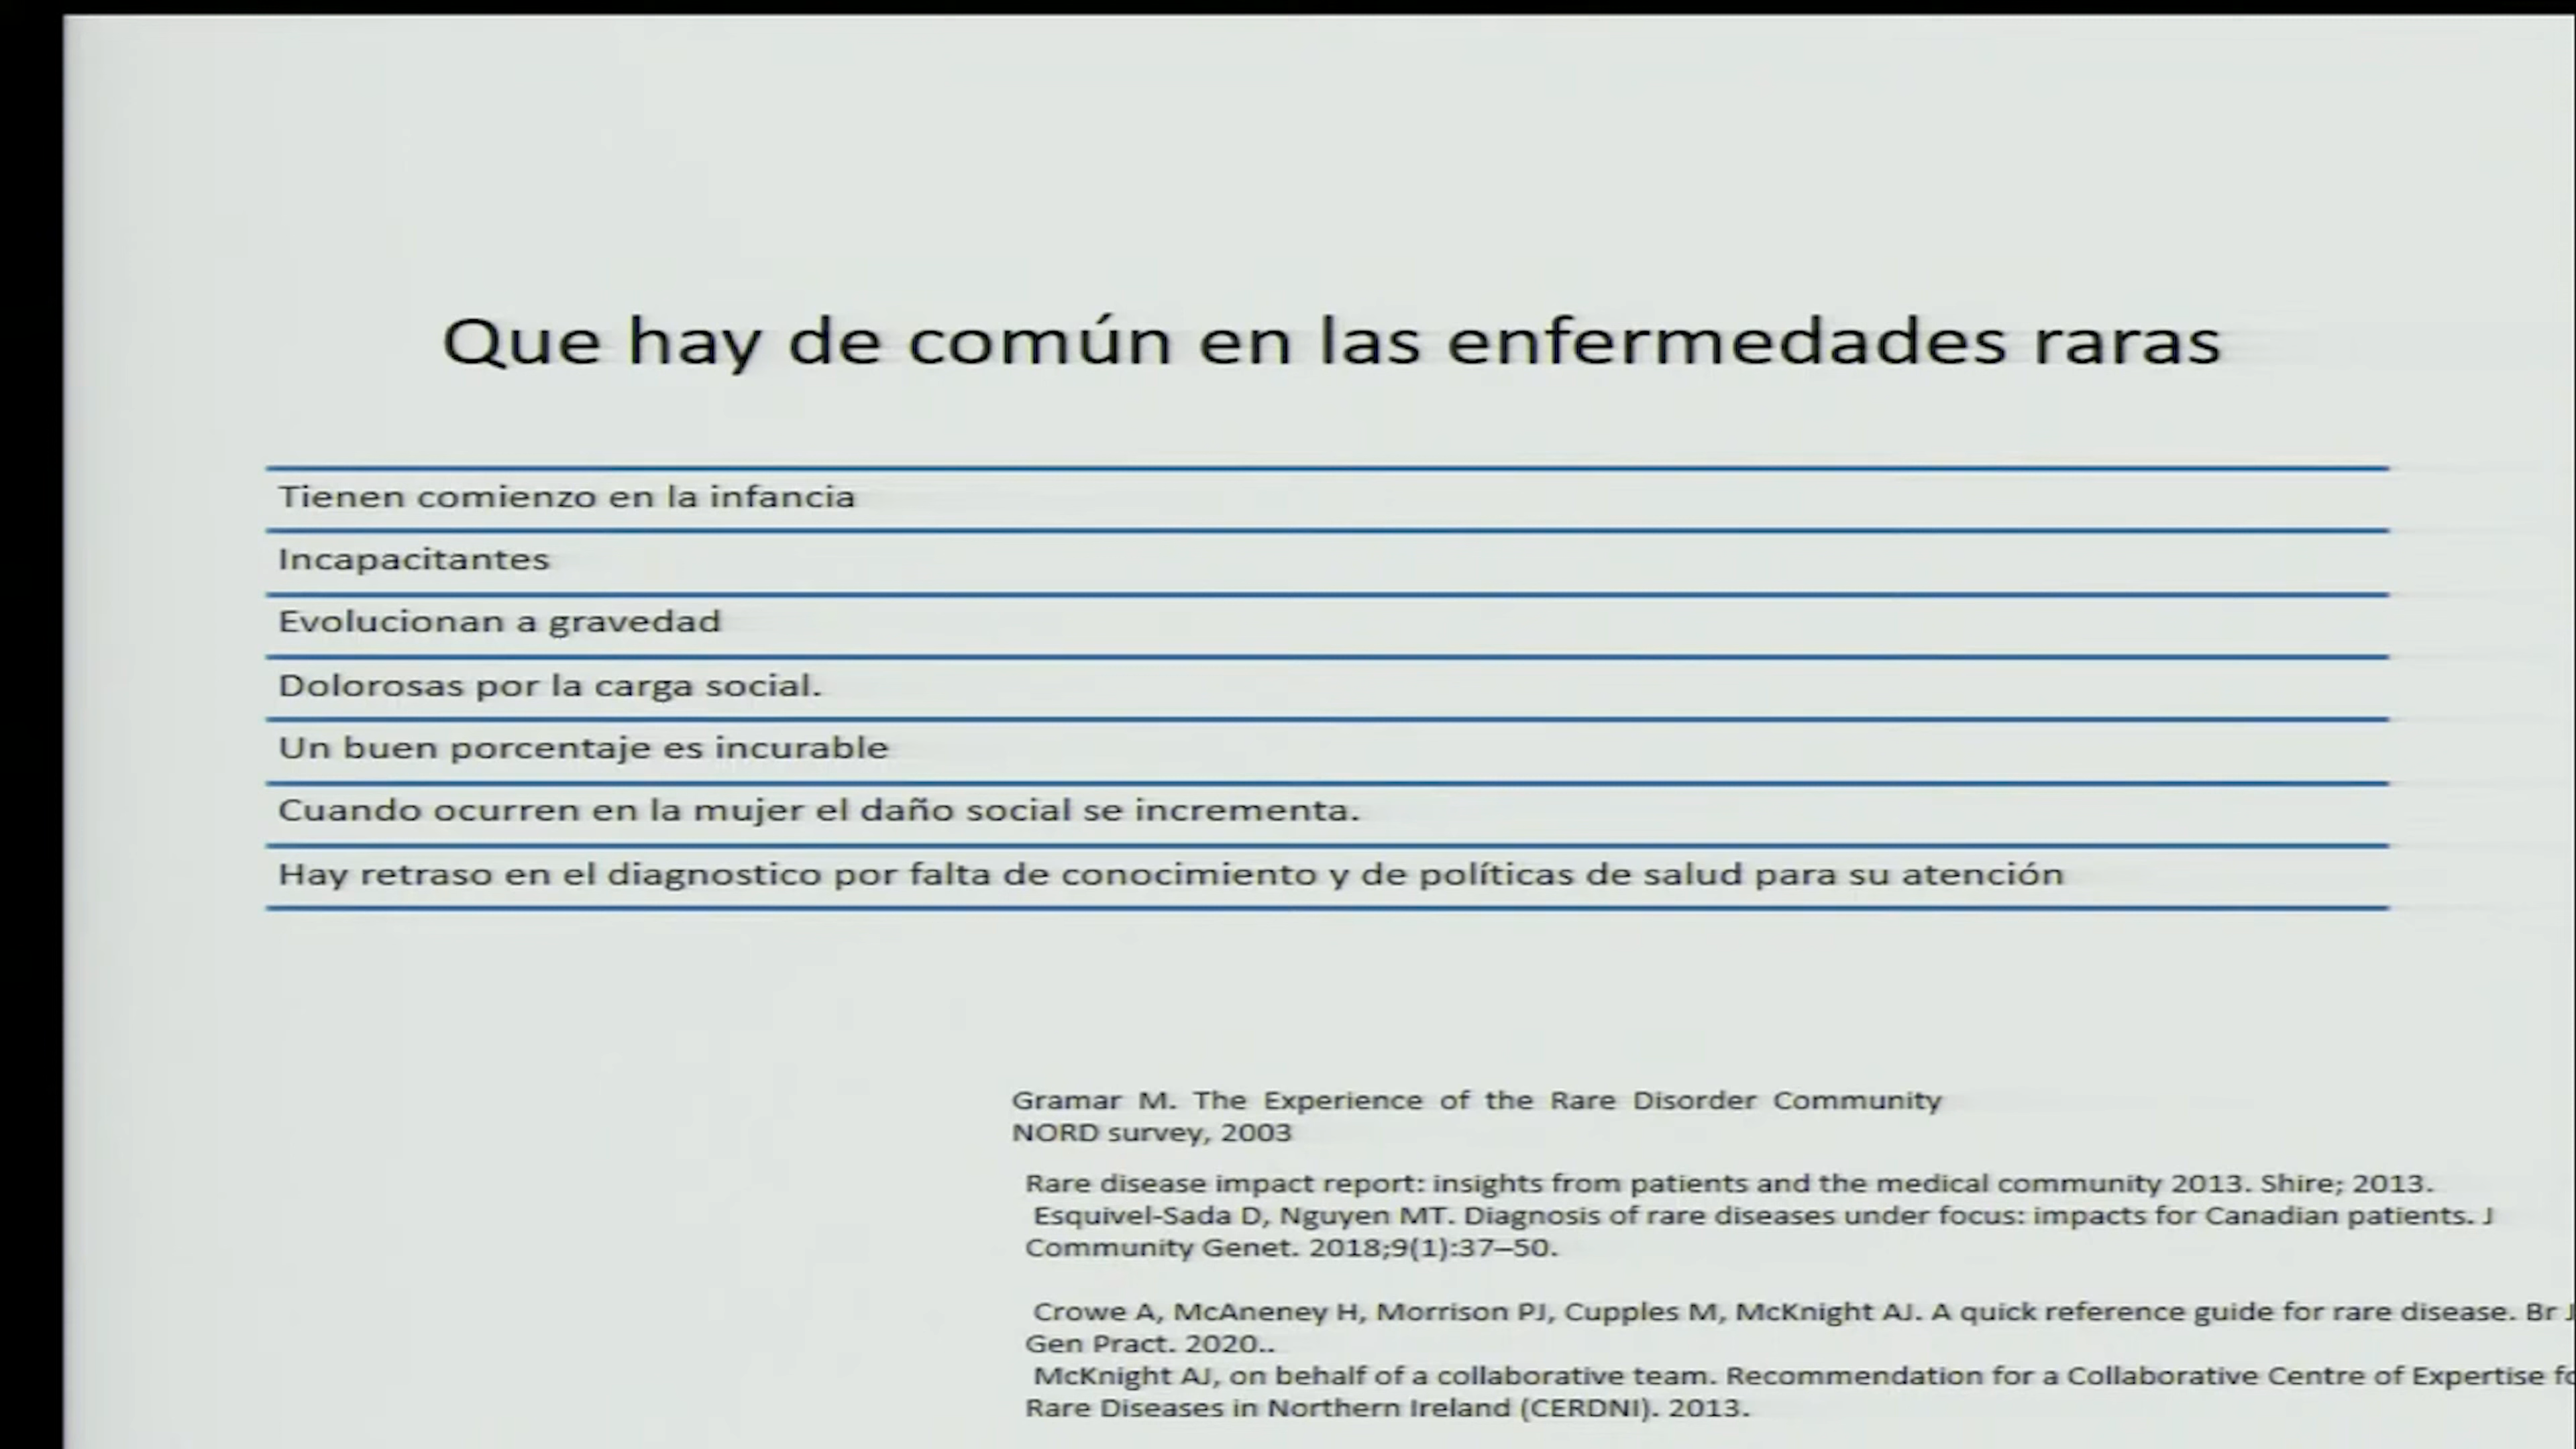 Que hay de común en las enfermedades raras
Tienen comienzo en la infancia
Incapacitantes
Evolucionan a gravedad
Dolorosas por la carga social.
Un buen porcentaje es incurable
Cuando ocurren en la mujer el daño social se incrementa.
Hay retraso en el diagnostico por falta de conocimiento y de políticas de salud para su atención
Gramar M. The Experience of the Rare Disorder Community
NORD survey, 2003
Rare disease impact report: insights from patients and the medical community 2013. Shire; 2013.
Esquivel-Sada D, Nguyen MT. Diagnosis of rare diseases under focus: impacts for Canadian patients. J
Community Genet. 2018;9(1):37–50.
Crowe A, McAneney H, Morrison PJ, Cupples M, McKnight AJ. A quick reference guide for rare disease. Br J
Gen Pract. 2020..
McKnight AJ, on behalf of a collaborative team. Recommendation for a Collaborative Centre of Expertise fo
Rare Diseases in Northern Ireland (CERDNI). 2013.